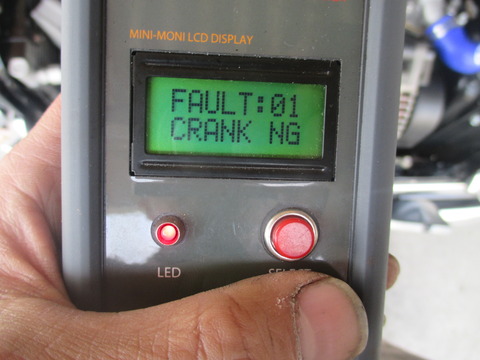 MINI-MONI LCD DISPLAY
FAULT:01
CRANK NG
LED